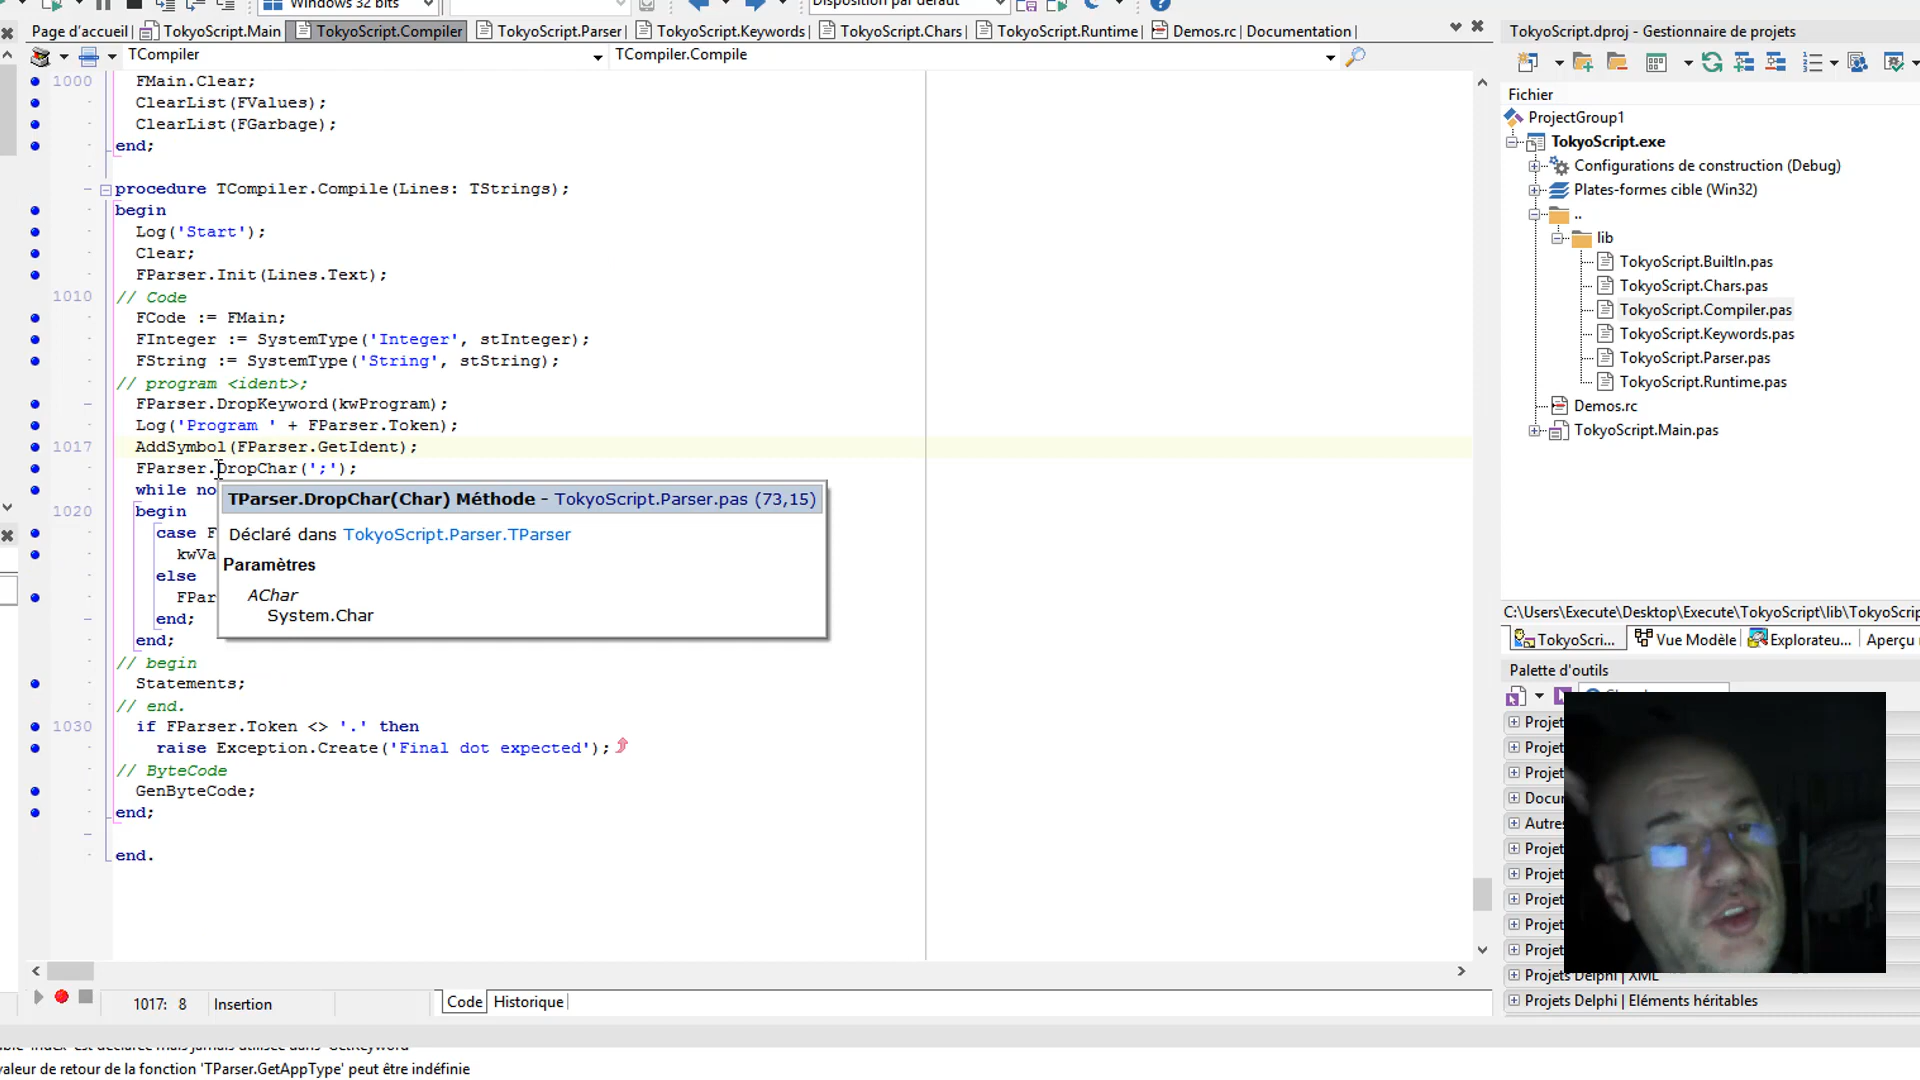 Windows 32 bits
Disposition par défaut
Page d'accueil
TokyoScript.Main
TokyoScript.Compiler
TokyoScript.Parser
TokyoScript.Keywords
TokyoScript.Chars
TokyoScript.Runtime
Demos.rc
Documentation
TCompiler
TCompiler.Compile
1000
FMain.Clear;
ClearList(FValues);
ClearList(FGarbage);
end;
procedure TCompiler.Compile(Lines: TStrings);
begin
Log('Start');
Clear;
FParser.Init(Lines.Text);
1010
// Code
FCode := FMain;
FInteger := SystemType('Integer', stInteger);
FString := SystemType('String', stString);
// program <ident>;
FParser.DropKeyword(kwProgram);
Log('Program ' + FParser.Token);
1017
AddSymbol(FParser.GetIdent);
FParser.DropChar(';');
while no
1020
begin
case F
kwVa
else
FPar
end;
end;
TParser.DropChar(Char) Méthode - TokyoScript.Parser.pas (73,15)
Déclaré dans TokyoScript.Parser.TParser
Paramètres
AChar
System.Char
// begin
Statements;
// end.
1030
if FParser.Token <> '.' then
raise Exception.Create('Final dot expected');
// ByteCode
GenByteCode;
end;
end.
1017: 8
Insertion
Code
Historique
valeur de retour de la fonction 'TParser.GetAppType' peut être indéfinie
TokyoScript.dproj - Gestionnaire de projets
Fichier
ProjectGroup1
TokyoScript.exe
Configurations de construction (Debug)
Plates-formes cible (Win32)
..
lib
TokyoScript.BuiltIn.pas
TokyoScript.Chars.pas
TokyoScript.Compiler.pas
TokyoScript.Keywords.pas
TokyoScript.Parser.pas
TokyoScript.Runtime.pas
Demos.rc
TokyoScript.Main.pas
C:\Users\Execute\Desktop\Execute\TokyoScript\lib\TokyoScrip
TokyoScri...
Vue Modèle
Explorateu...
Aperçu
Palette d'outils
Projet
Projet
Projet
Docur
Autre
Projet
Projet
Projet
Projet
Projet
Projets Delphi | XML
Projets Delphi | Eléments héritables